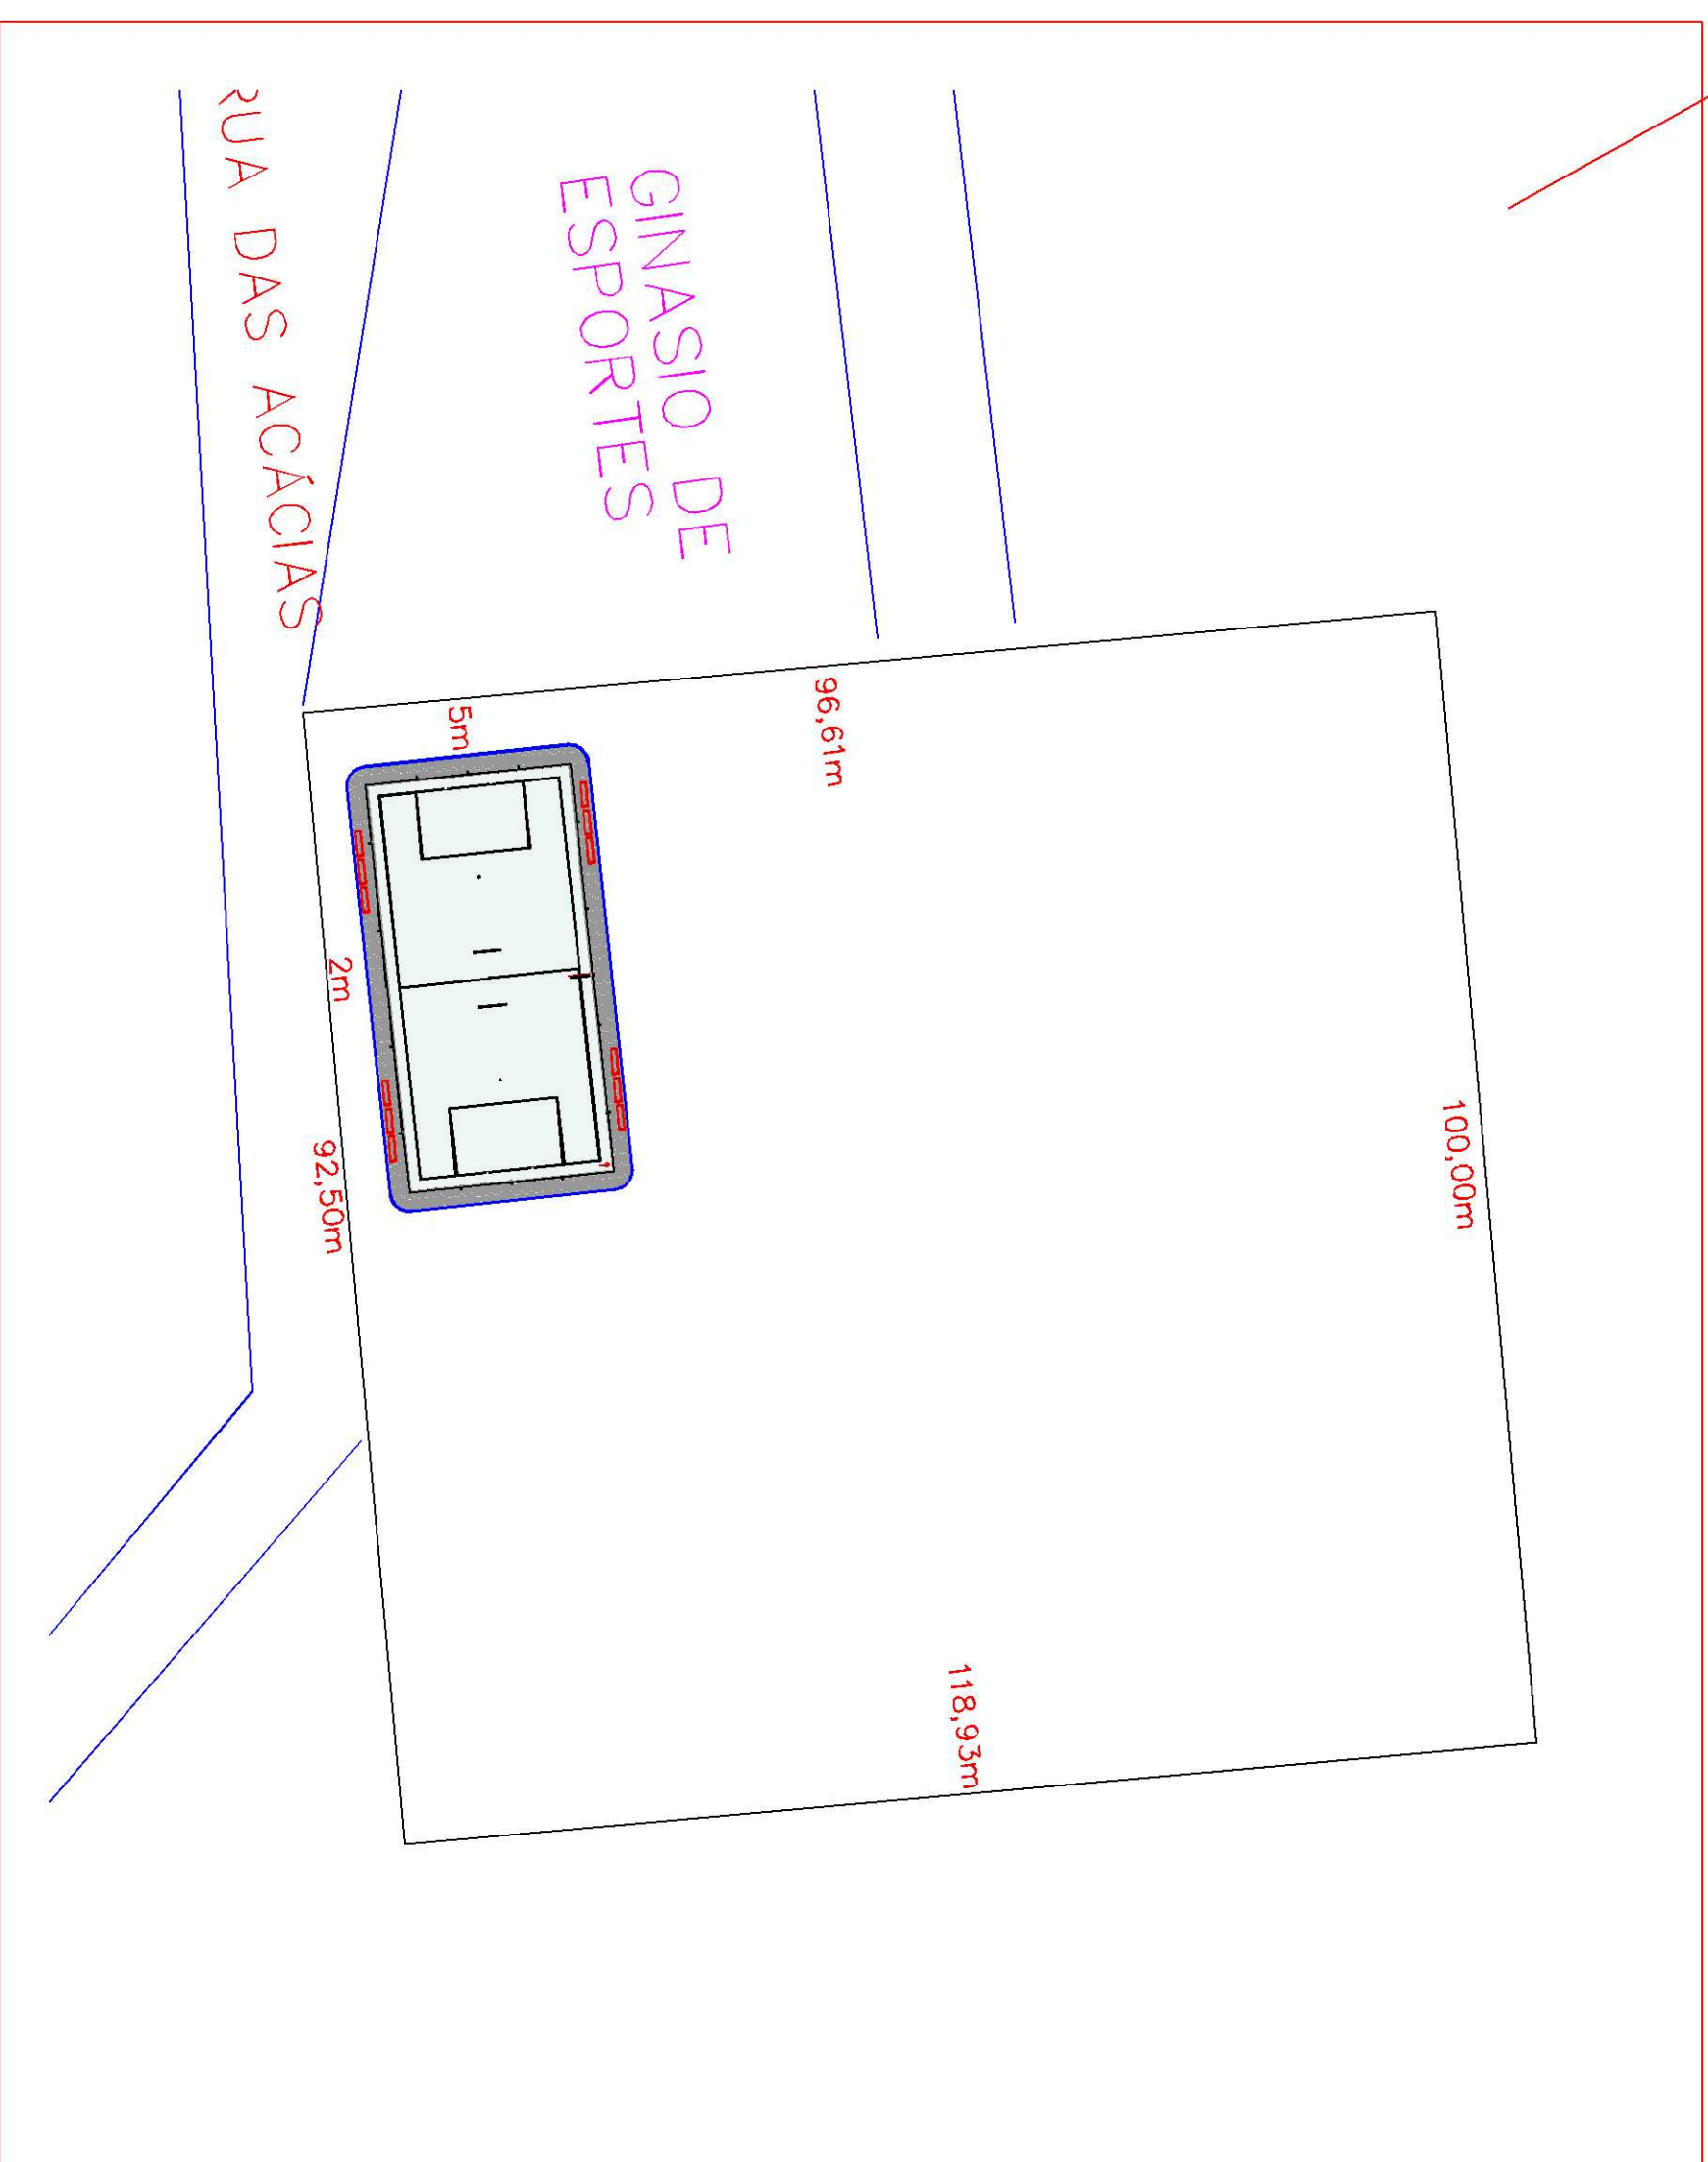 RUA DAS ACÁCIAS
GINASIO DE
ESPORTES
96,61m
5m
2m
92,50m
100,00m
118,93m